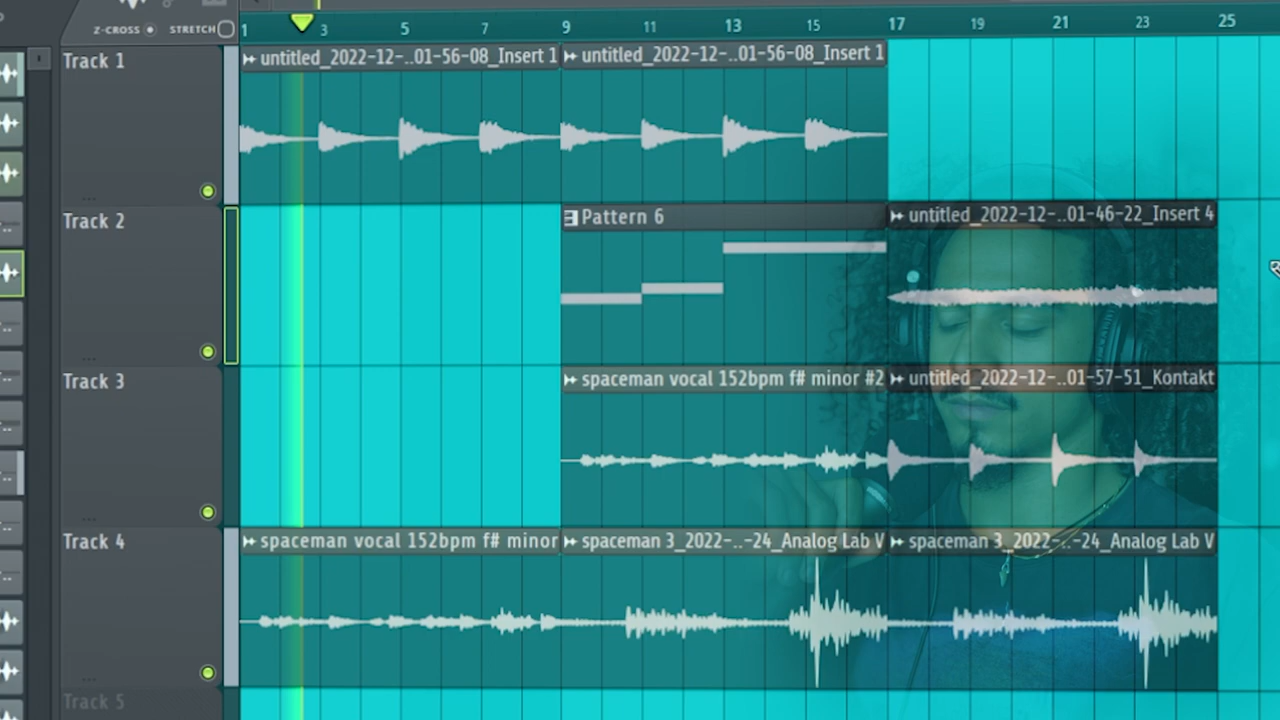 Z-CROSS STRETCH
1 3 5 7 9 11 13 15 17 19 21 23 25
Track 1
untitled_2022-12-..01-56-08_Insert 1 untitled_2022-12-..01-56-08_Insert 1
Track 2
Pattern 6 untitled_2022-12-..01-46-22_Insert 4
Track 3
spaceman vocal 152bpm f# minor #2 untitled_2022-12-..01-57-51_Kontakt
Track 4
spaceman vocal 152bpm f# minor spaceman 3_2022-..-24_Analog Lab V spaceman 3_2022-..-24_Analog Lab V
Track 5